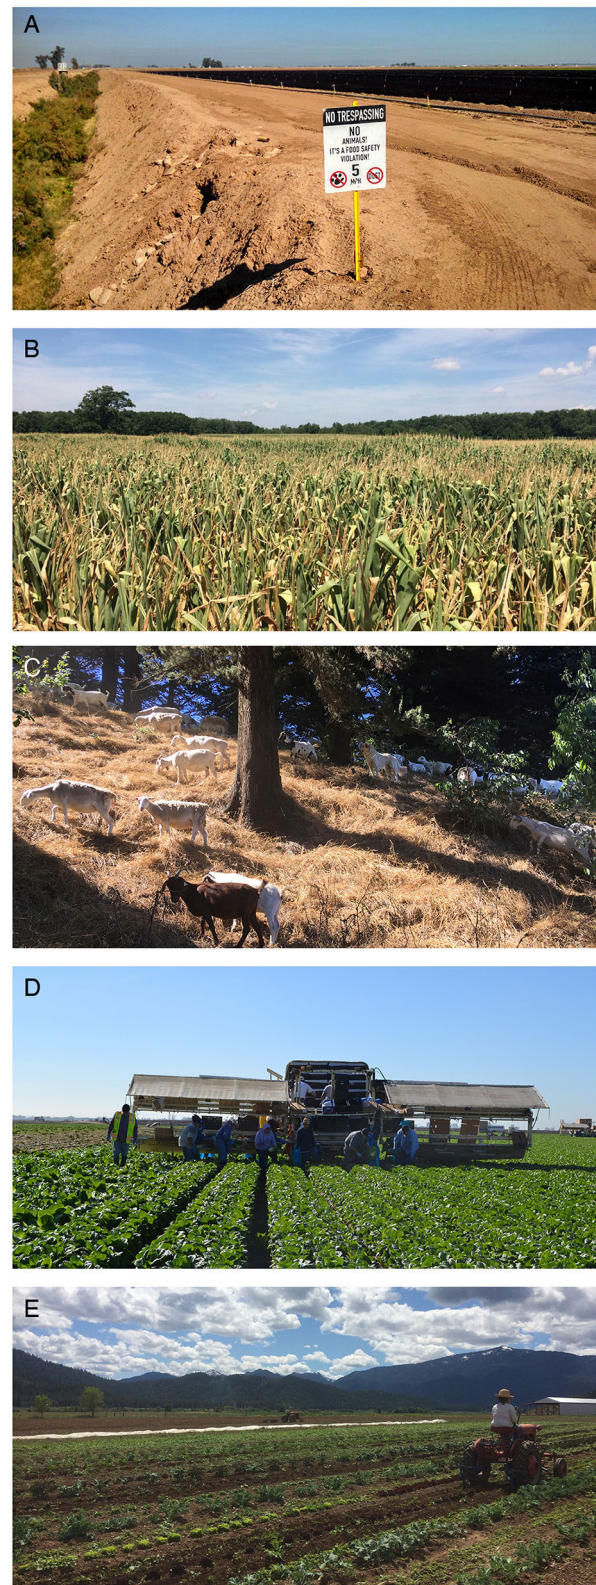 A
NO TRESPASSING
NO
ANIMALS!
IT'S A FOOD SAFETY
VIOLATION!
5
MPH
B
C
D
E